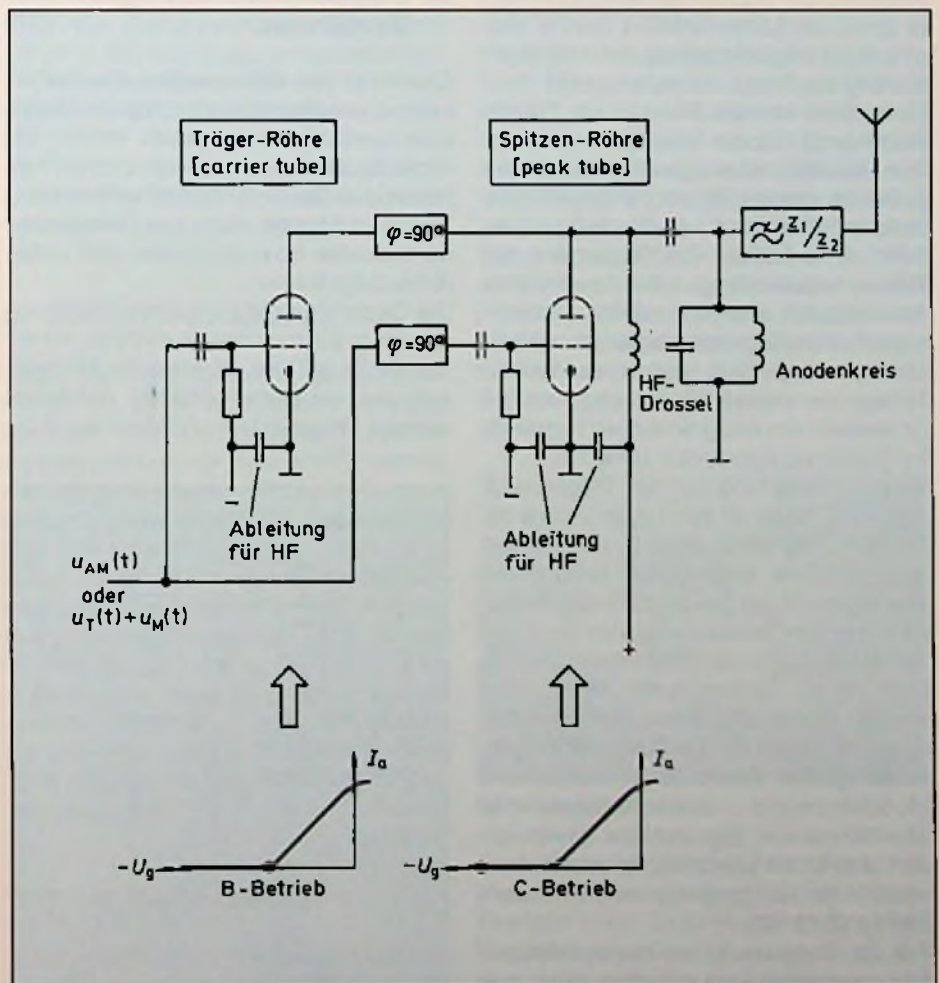 Träger-Röhre
[carrier tube]
Spitzen-Röhre
[peak tube]
φ=90°
Z1/Z2
φ=90°
HF-
Drossel
Anodenkreis
Ableitung
für HF
Ableitung
für HF
uAM(t)
oder
uT(t)+uM(t)
+
Ia
-Ug
B-Betrieb
Ia
-Ug
C-Betrieb